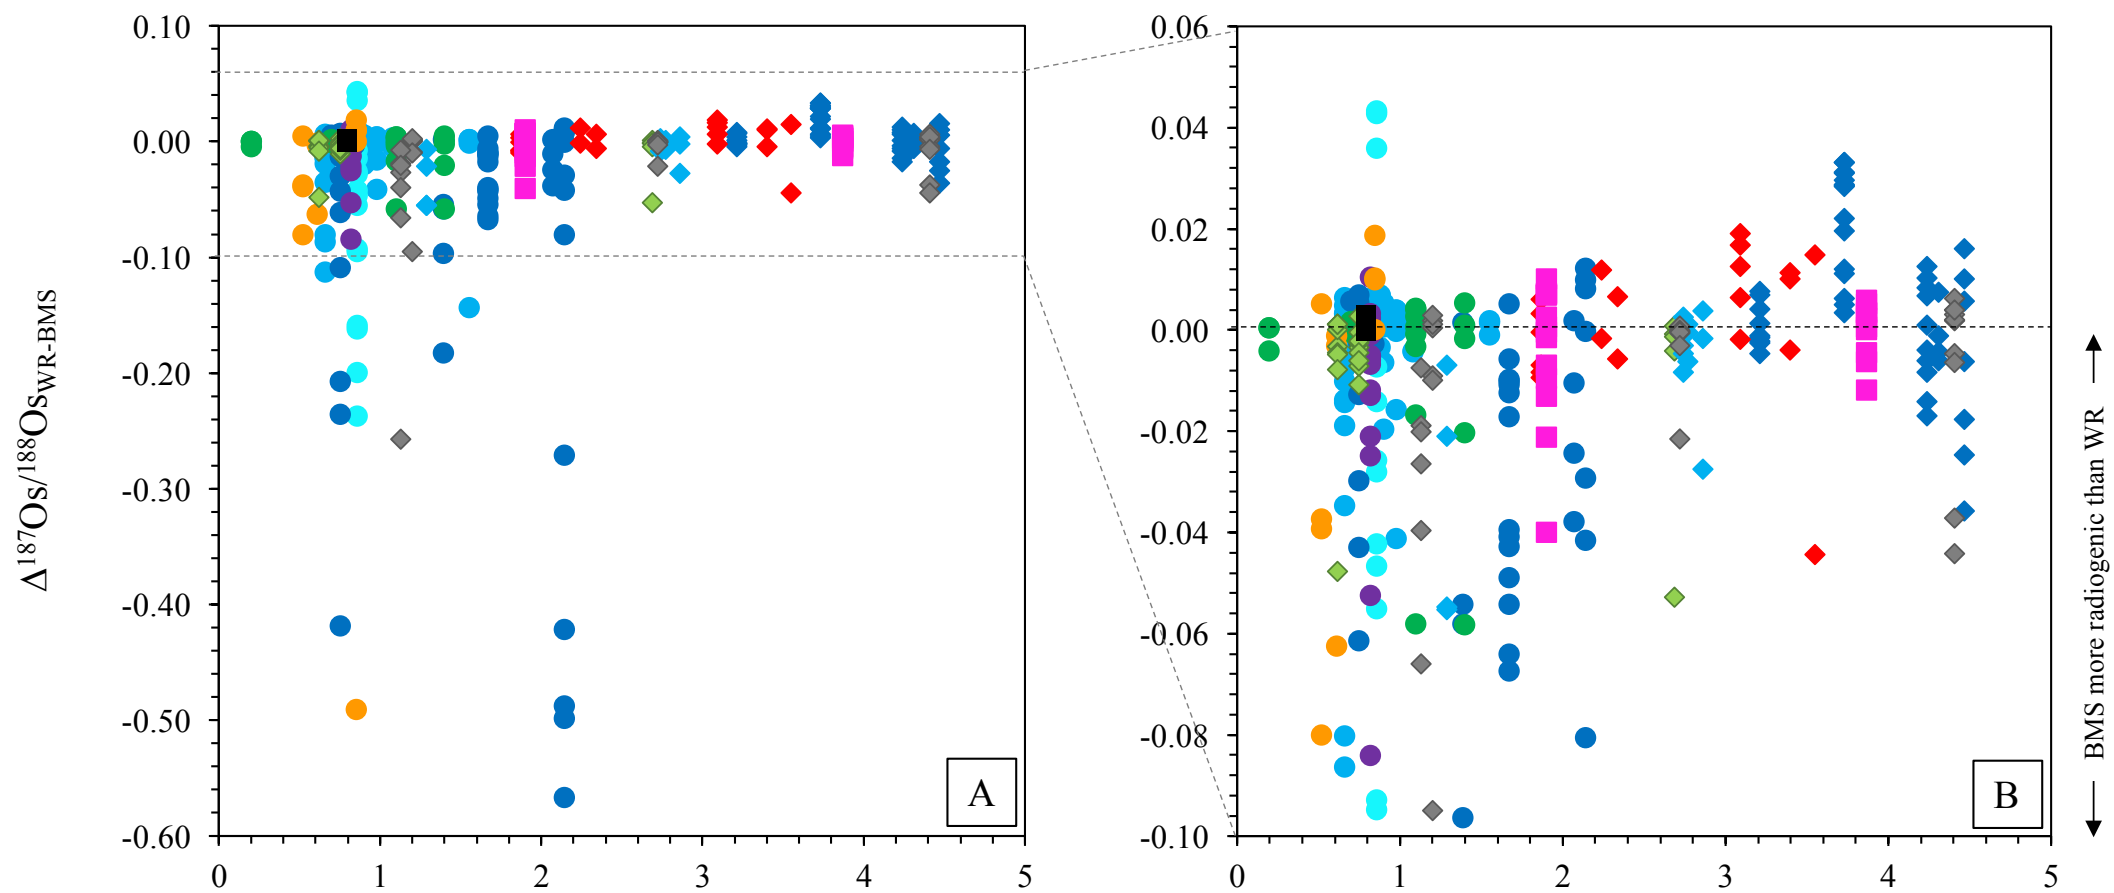 Δ¹⁸⁷Os/¹⁸⁸Os_WR-BMS
0.10
0.00
-0.10
-0.20
-0.30
-0.40
-0.50
-0.60
0 1 2 3 4 5
A
0.06
0.04
0.02
0.00
-0.02
-0.04
-0.06
-0.08
-0.10
0 1 2 3 4 5
B
← BMS more radiogenic than WR →